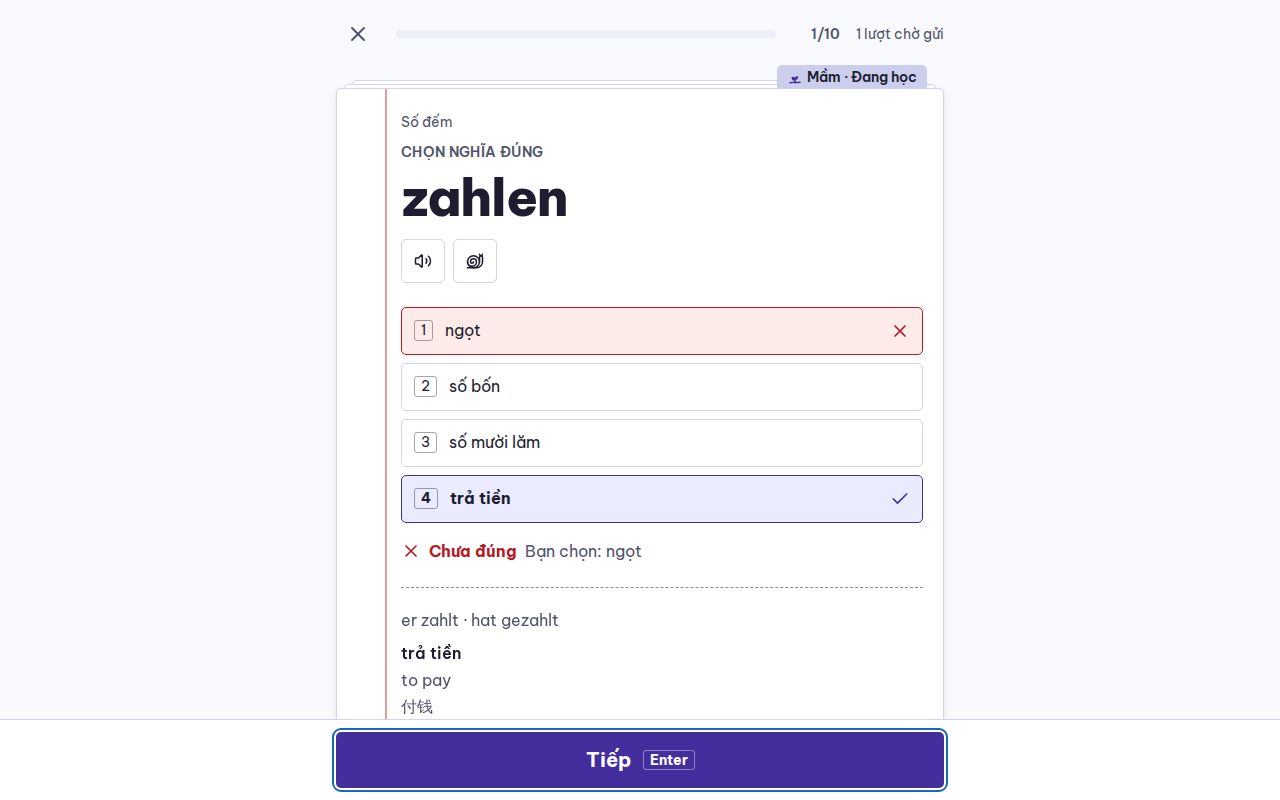 1/10 1 lượt chờ gửi
Mầm · Đang học
Số đếm
CHỌN NGHĨA ĐÚNG
zahlen
1 ngọt
2 số bốn
3 số mười lăm
4 trả tiền
Chưa đúng Bạn chọn: ngọt
er zahlt · hat gezahlt
trả tiền
to pay
付钱
Tiếp Enter